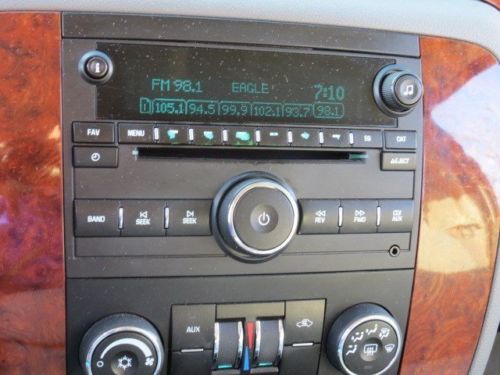 FM 98.1 EAGLE 7:10
1 105.1 94.5 99.9 102.1 93.7 98.1
FAV MENU CAT
EJECT
BAND SEEK SEEK REV FWD CD/AUX
AUX